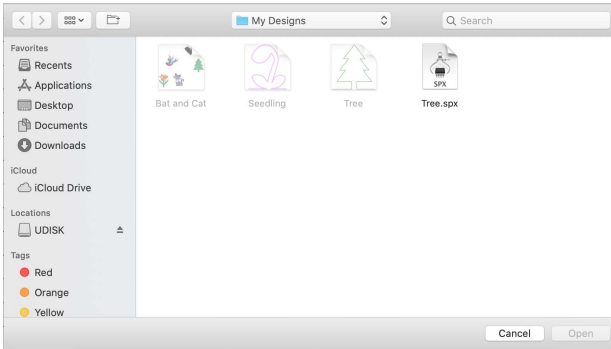 My Designs
Search
Favorites
Recents
Applications
Desktop
Documents
Downloads
iCloud
iCloud Drive
Locations
UDISK
Tags
Red
Orange
Yellow
SPX
Bat and Cat
Seedling
Tree
Tree.spx
Cancel
Open